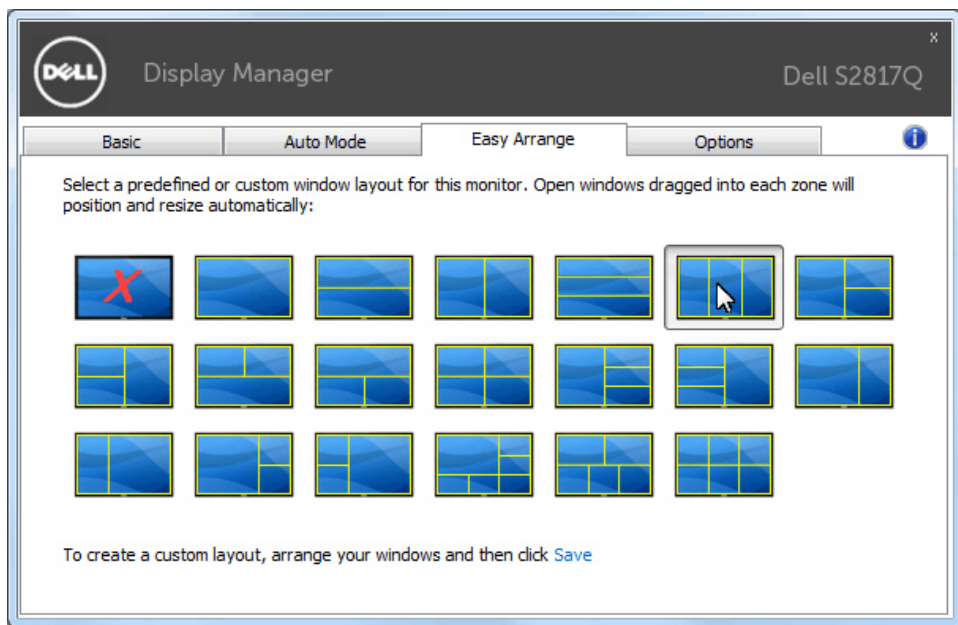 x
DELL
Display Manager
Dell S2817Q
Basic
Auto Mode
Easy Arrange
Options
i
Select a predefined or custom window layout for this monitor. Open windows dragged into each zone will
position and resize automatically:
X
To create a custom layout, arrange your windows and then click Save